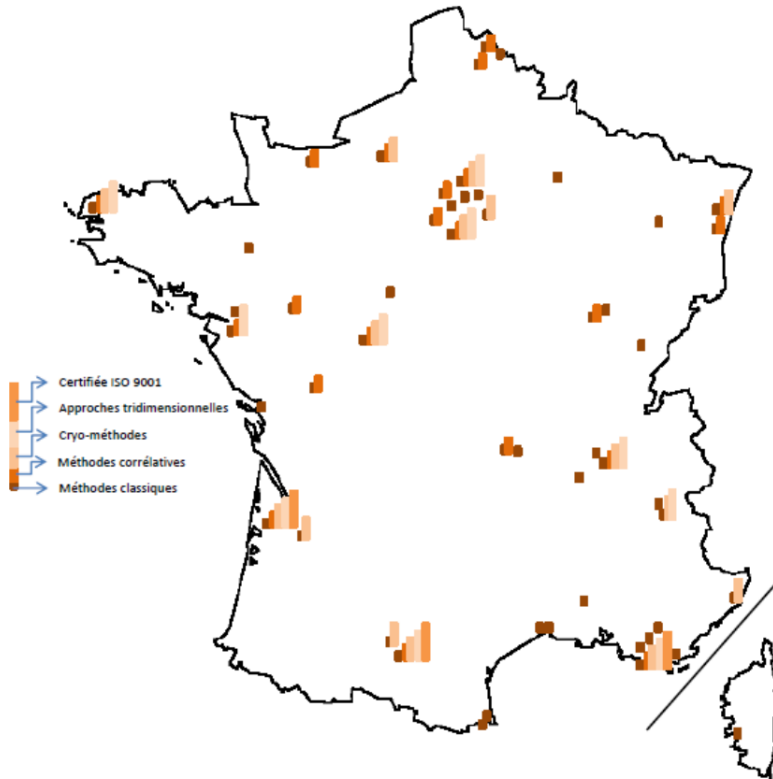 Certifiée ISO 9001
Approches tridimensionnelles
Cryo-méthodes
Méthodes corrélatives
Méthodes classiques